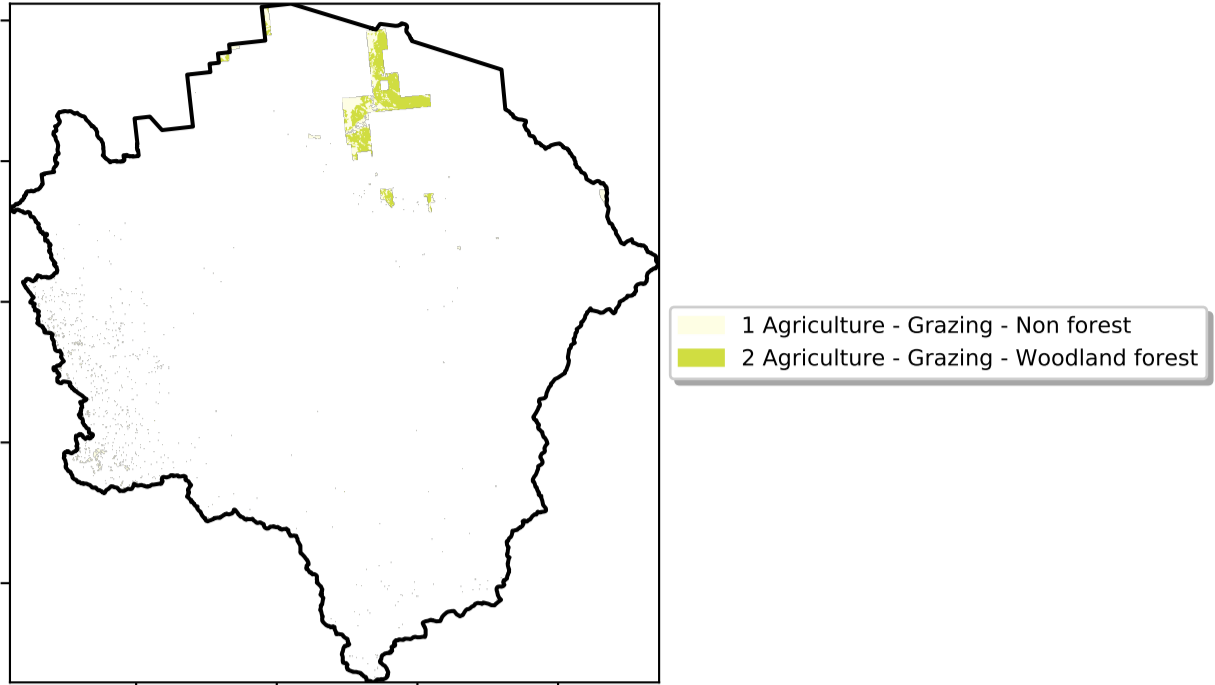 1 Agriculture - Grazing - Non forest
2 Agriculture - Grazing - Woodland forest